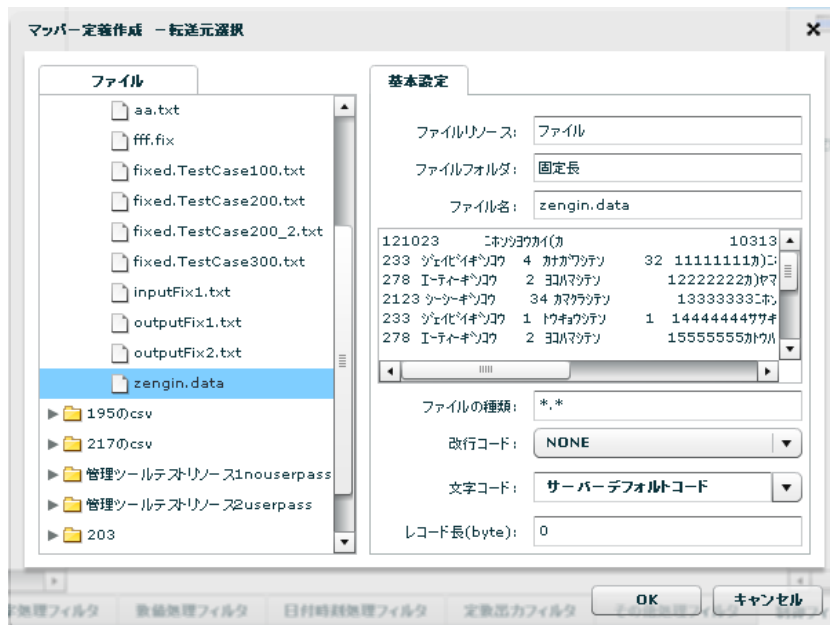 マッパー定義作成 －転送元選択
ファイル
aa.txt
fff.fix
fixed.TestCase100.txt
fixed.TestCase200.txt
fixed.TestCase200_2.txt
fixed.TestCase300.txt
inputFix1.txt
outputFix1.txt
outputFix2.txt
zengin.data
195のcsv
217のcsv
管理ツールテストリソース1nouserpass
管理ツールテストリソース2userpass
203
基本設定
ファイルリソース: ファイル
ファイルフォルダ: 固定長
ファイル名: zengin.data
121023 ﾆﾎﾝｼﾖｳｶｲ(ｶ 10313
233 ｼﾞｪｲﾋﾞｲｷﾞﾝｺｳ 4 ｶﾅｶﾞﾜｼﾃﾝ 32 11111111ｶ)ﾆ
278 ｴｰﾃｨｰｷﾞﾝｺｳ 2 ﾖｺﾊﾏｼﾃﾝ 12222222ｶ)ﾔﾏ
2123 ｼｰｼｰｷﾞﾝｺｳ 34 ｶﾏｸﾗｼﾃﾝ 13333333ﾆﾎﾝ
233 ｼﾞｪｲﾋﾞｲｷﾞﾝｺｳ 1 ﾄｳｷｮｳｼﾃﾝ 1 14444444ｻｻｷ
278 ｴｰﾃｨｰｷﾞﾝｺｳ 2 ﾖｺﾊﾏｼﾃﾝ 15555555ｶﾄｳﾊ
ファイルの種類: *.*
改行コード: NONE
文字コード: サーバーデフォルトコード
レコード長(byte): 0
OK キャンセル
処理フィルタ 数値処理フィルタ 日付時刻処理フィルタ 定数出力フィルタ